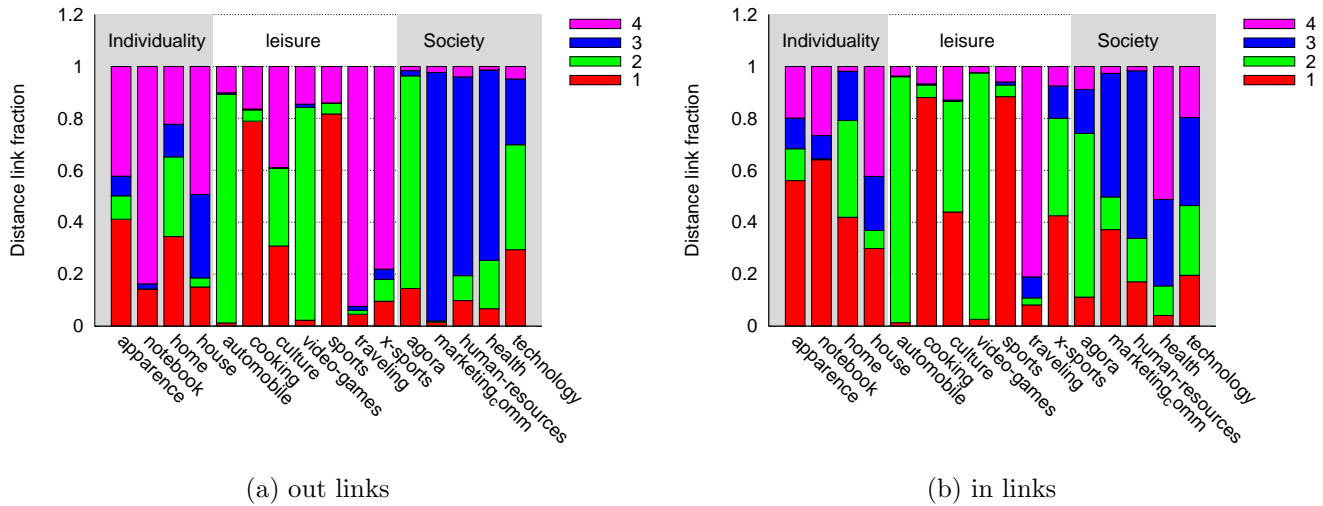 Distance link fraction
1.2
1
0.8
0.6
0.4
0.2
0
Individuality
leisure
Society
4
3
2
1
apparence
notebook
home
house
automobile
cooking
culture
video-games
sports
traveling
x-sports
agora
marketingcomm
human-resources
health
technology
(a) out links
Distance link fraction
1.2
1
0.8
0.6
0.4
0.2
0
Individuality
leisure
Society
4
3
2
1
apparence
notebook
home
house
automobile
cooking
culture
video-games
sports
traveling
x-sports
agora
marketingcomm
human-resources
health
technology
(b) in links